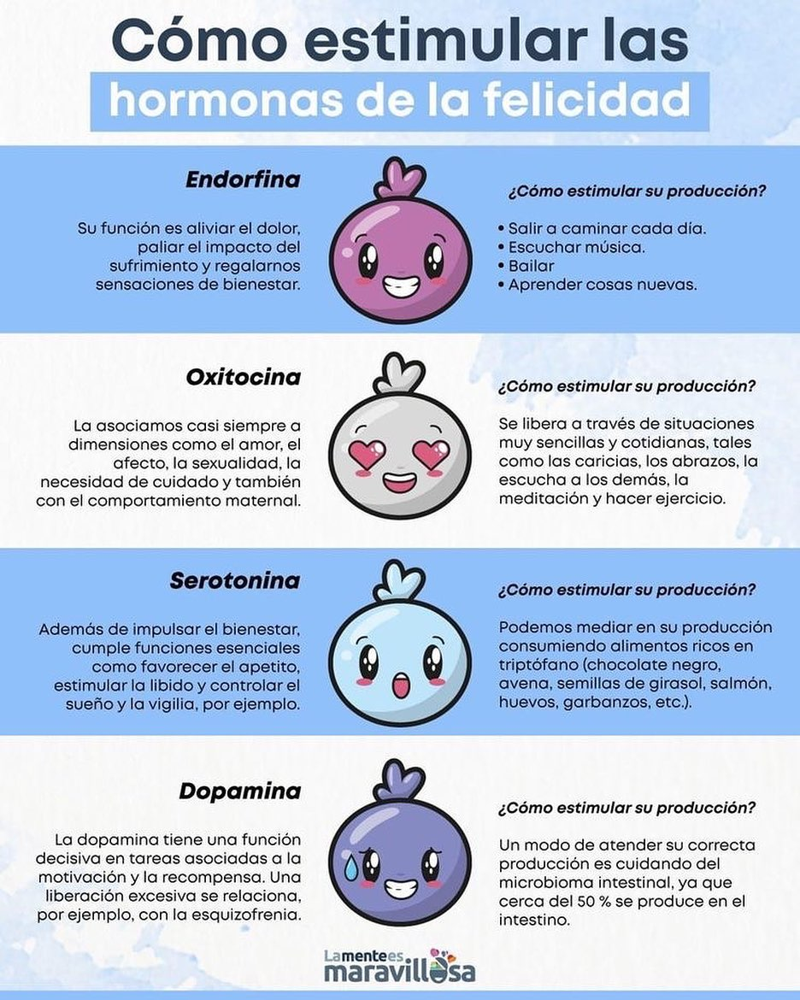 Cómo estimular las
hormonas de la felicidad
Endorfina
Su función es aliviar el dolor,
paliar el impacto del
sufrimiento y regalarnos
sensaciones de bienestar.
¿Cómo estimular su producción?
• Salir a caminar cada día.
• Escuchar música.
• Bailar
• Aprender cosas nuevas.
Oxitocina
La asociamos casi siempre a
dimensiones como el amor, el
afecto, la sexualidad, la
necesidad de cuidado y también
con el comportamiento maternal.
¿Cómo estimular su producción?
Se libera a través de situaciones
muy sencillas y cotidianas, tales
como las caricias, los abrazos, la
escucha a los demás, la
meditación y hacer ejercicio.
Serotonina
Además de impulsar el bienestar,
cumple funciones esenciales
como favorecer el apetito,
estimular la libido y controlar el
sueño y la vigilia, por ejemplo.
¿Cómo estimular su producción?
Podemos mediar en su producción
consumiendo alimentos ricos en
triptófano (chocolate negro,
avena, semillas de girasol, salmón,
huevos, garbanzos, etc.).
Dopamina
La dopamina tiene una función
decisiva en tareas asociadas a la
motivación y la recompensa. Una
liberación excesiva se relaciona,
por ejemplo, con la esquizofrenia.
¿Cómo estimular su producción?
Un modo de atender su correcta
producción es cuidando del
microbioma intestinal, ya que
cerca del 50 % se produce en el
intestino.
Lamentees
maravillosa